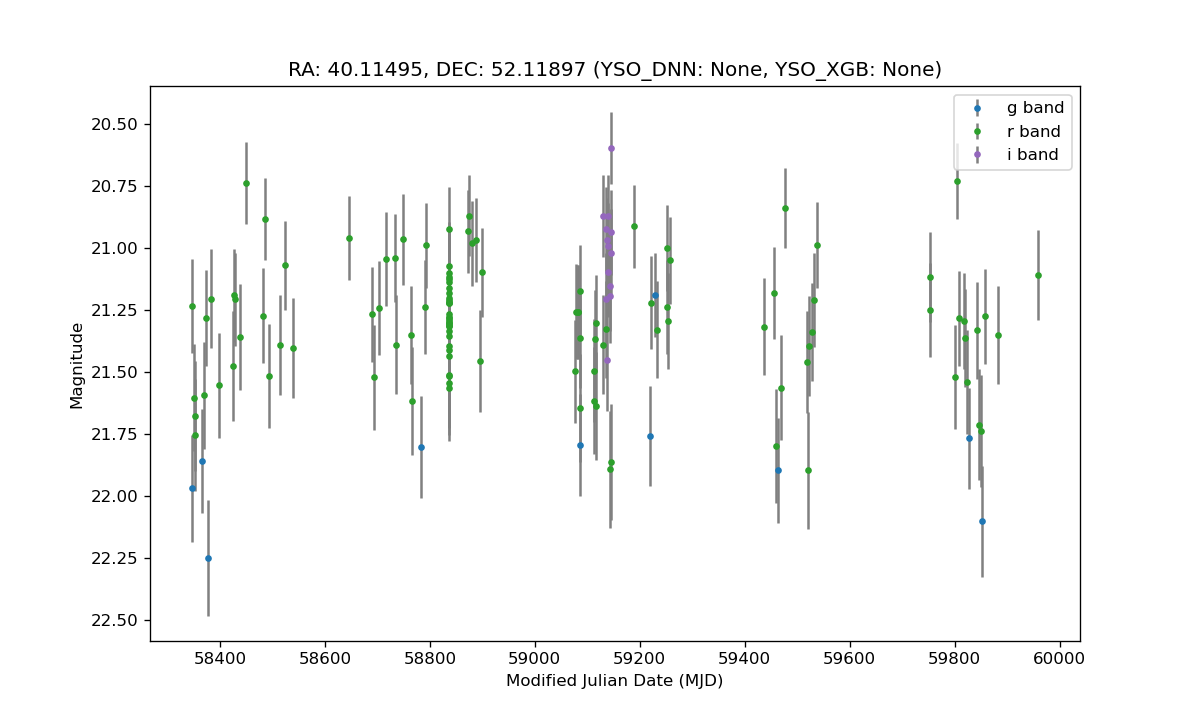 RA: 40.11495, DEC: 52.11897 (YSO_DNN: None, YSO_XGB: None)
g band
r band
i band
20.50
20.75
21.00
21.25
21.50
21.75
22.00
22.25
22.50
Magnitude
58400 58600 58800 59000 59200 59400 59600 59800 60000
Modified Julian Date (MJD)